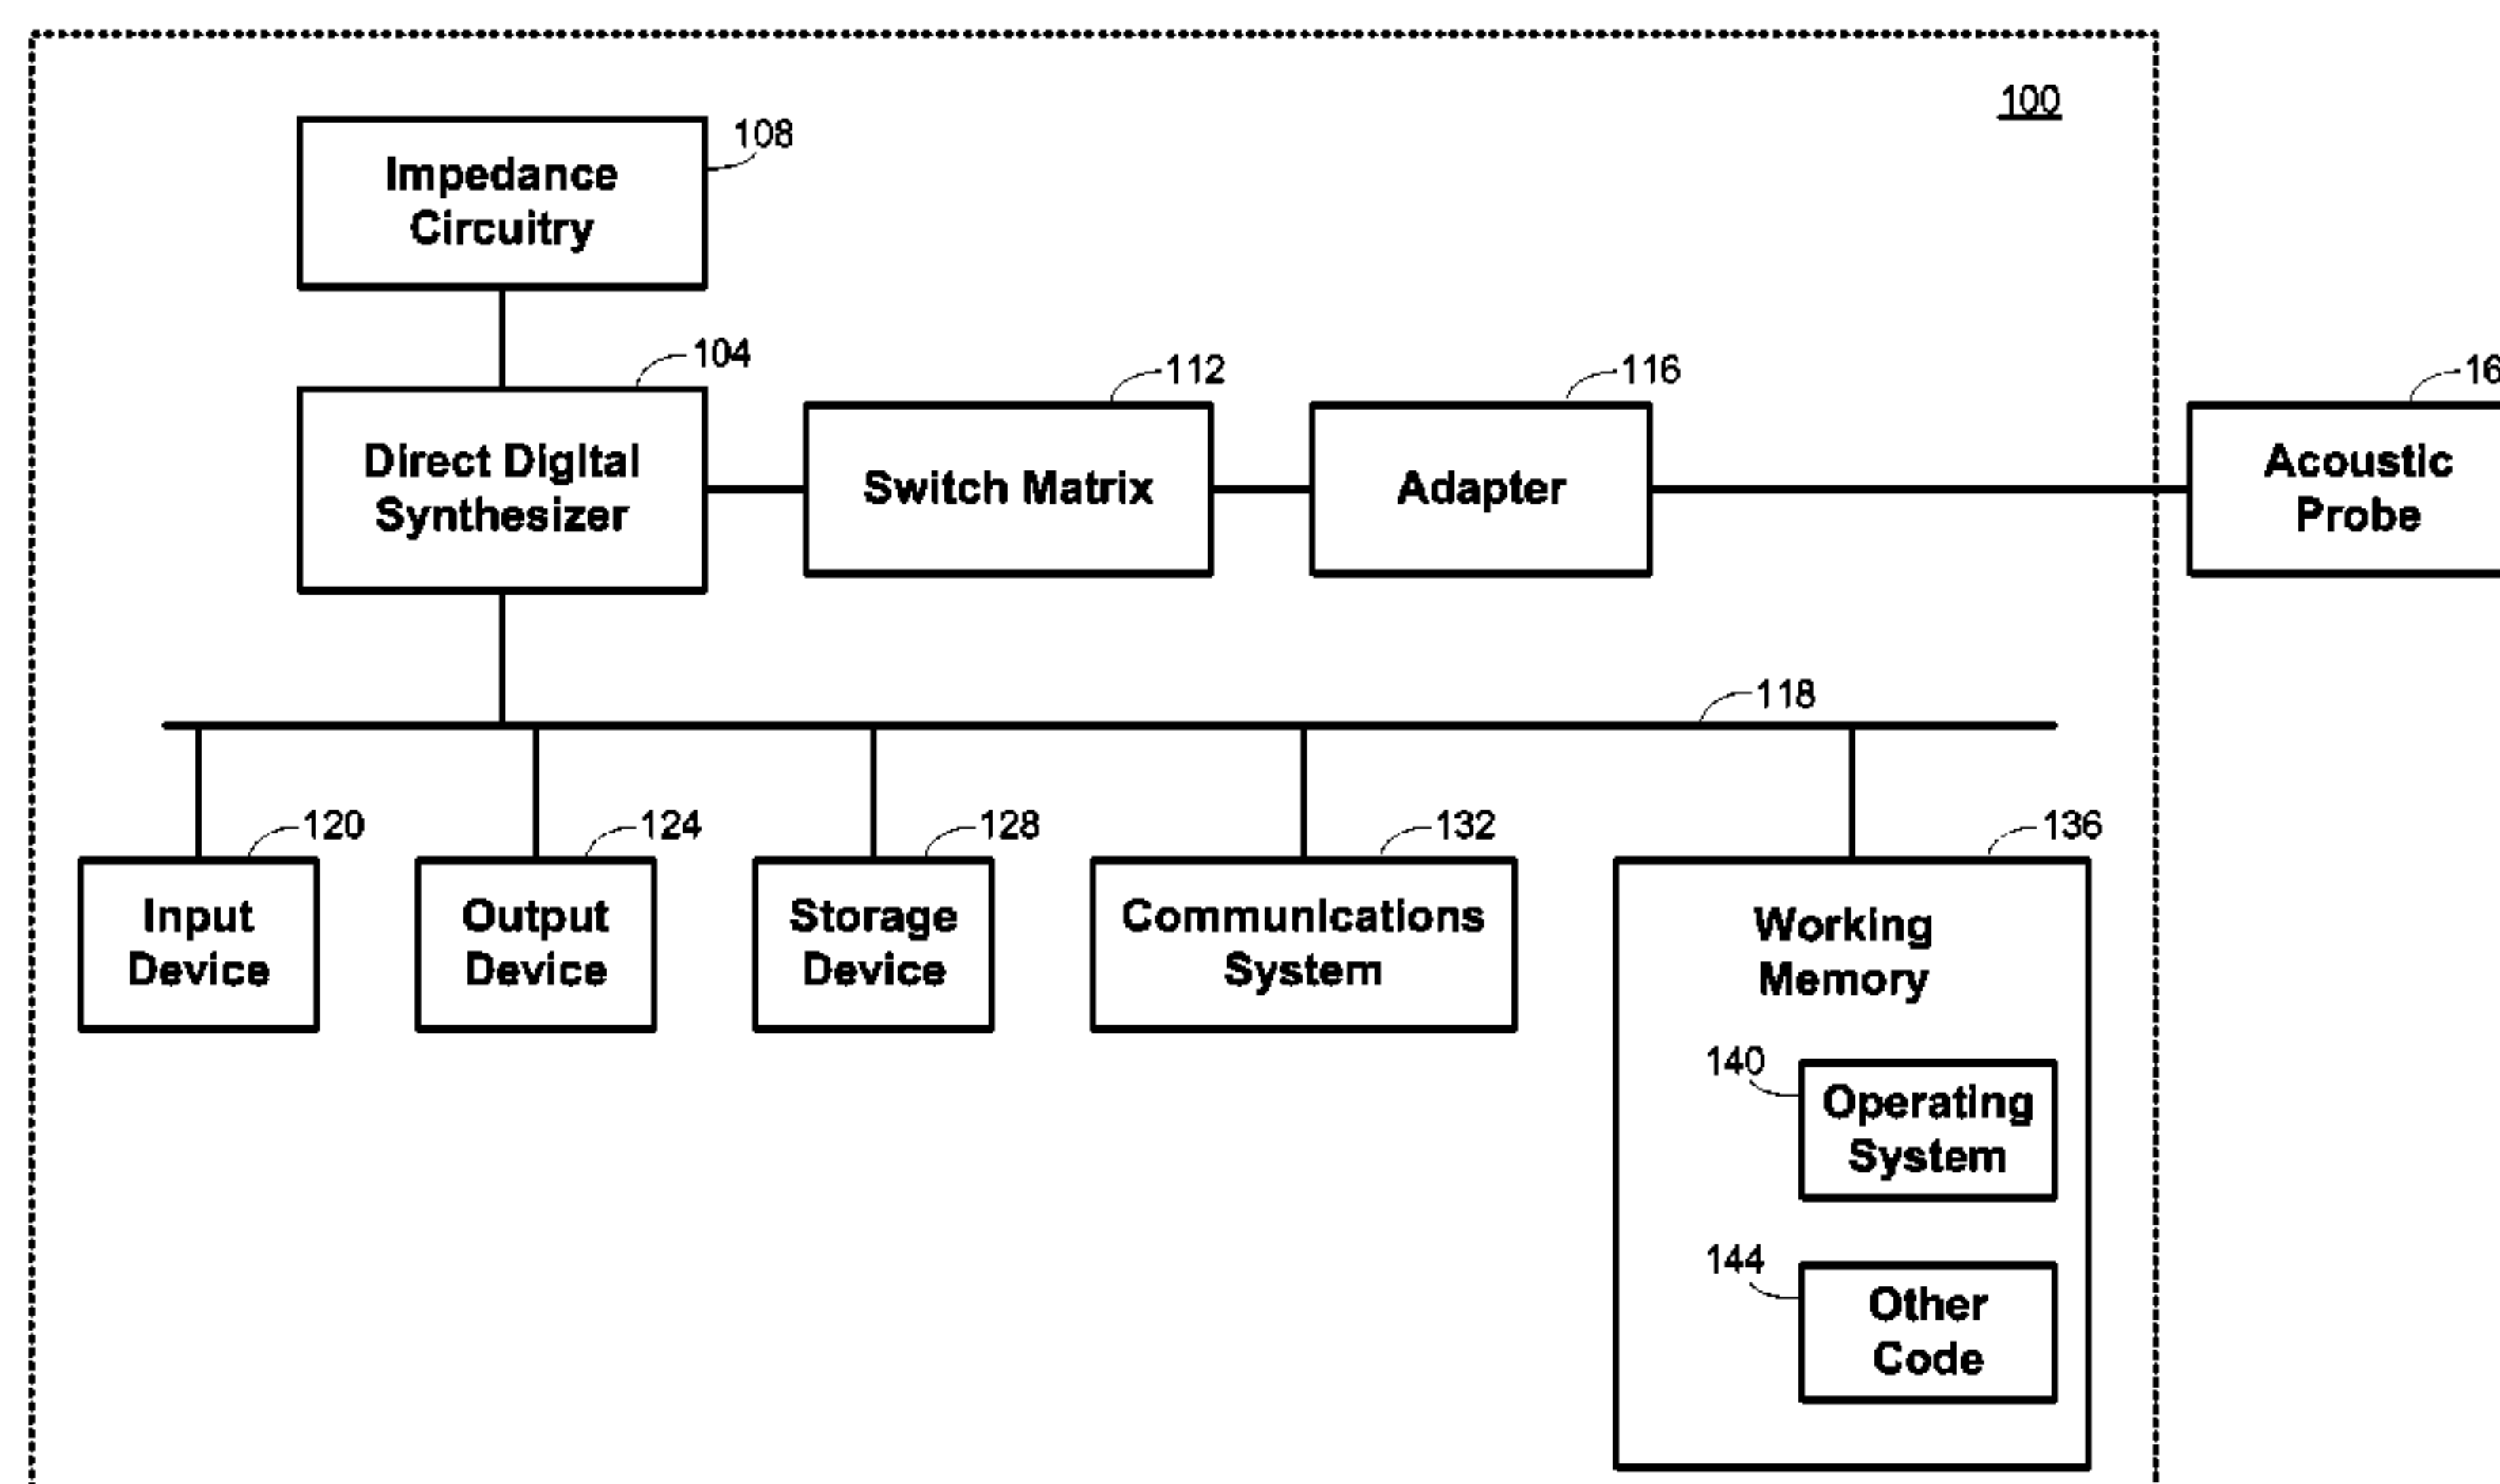 100
108
Impedance
Circuitry
104
112
116
Direct Digital
Synthesizer
Switch Matrix
Adapter
Acoustic
Probe
118
120
124
128
132
136
Input
Device
Output
Device
Storage
Device
Communications
System
Working
Memory
140
Operating
System
144
Other
Code